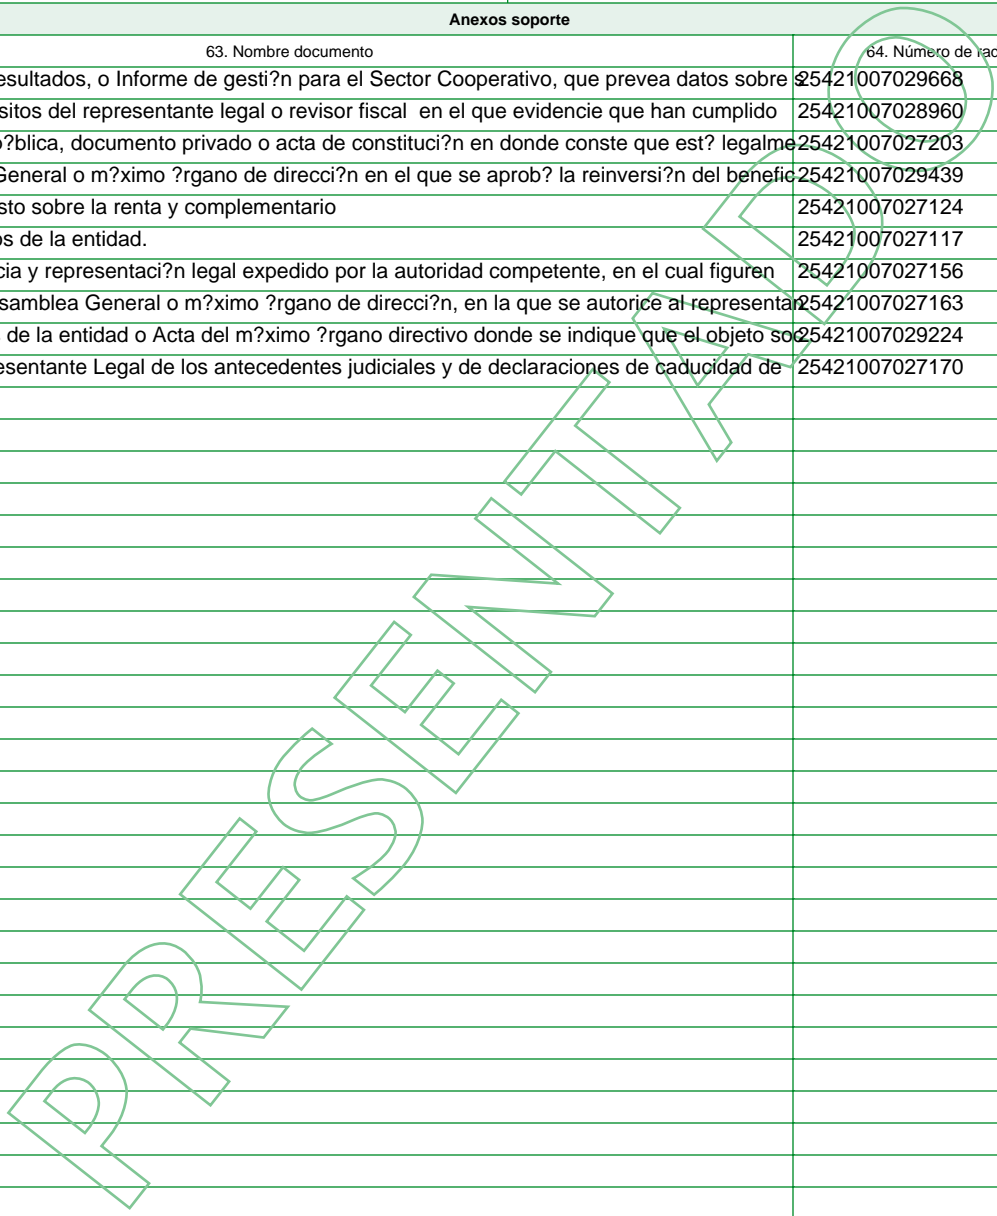 Anexos soporte
63. Nombre documento 64. Número de rad
esultados, o Informe de gesti?n para el Sector Cooperativo, que prevea datos sobre s 25421007029668
sitos del representante legal o revisor fiscal en el que evidencie que han cumplido 25421007028960
?blica, documento privado o acta de constituci?n en donde conste que est? legalme 25421007027203
General o m?ximo ?rgano de direcci?n en el que se aprob? la reinversi?n del benefic 25421007029439
sto sobre la renta y complementario 25421007027124
os de la entidad. 25421007027117
cia y representaci?n legal expedido por la autoridad competente, en el cual figuren 25421007027156
samblea General o m?ximo ?rgano de direcci?n, en la que se autorice al representan 25421007027163
de la entidad o Acta del m?ximo ?rgano directivo donde se indique que el objeto soc 25421007029224
esentante Legal de los antecedentes judiciales y de declaraciones de caducidad de 25421007027170
PRESENTADO